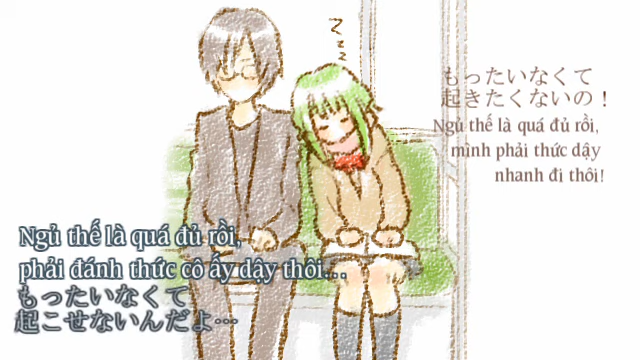 zzz
もったいなくて
起きたくないの！
Ngủ thế là quá đủ rồi,
mình phải thức dậy
nhanh đi thôi!
Ngủ thế là quá đủ rồi,
phải đánh thức cô ấy dậy thôi...
もったいなくて
起こせないんだよ…